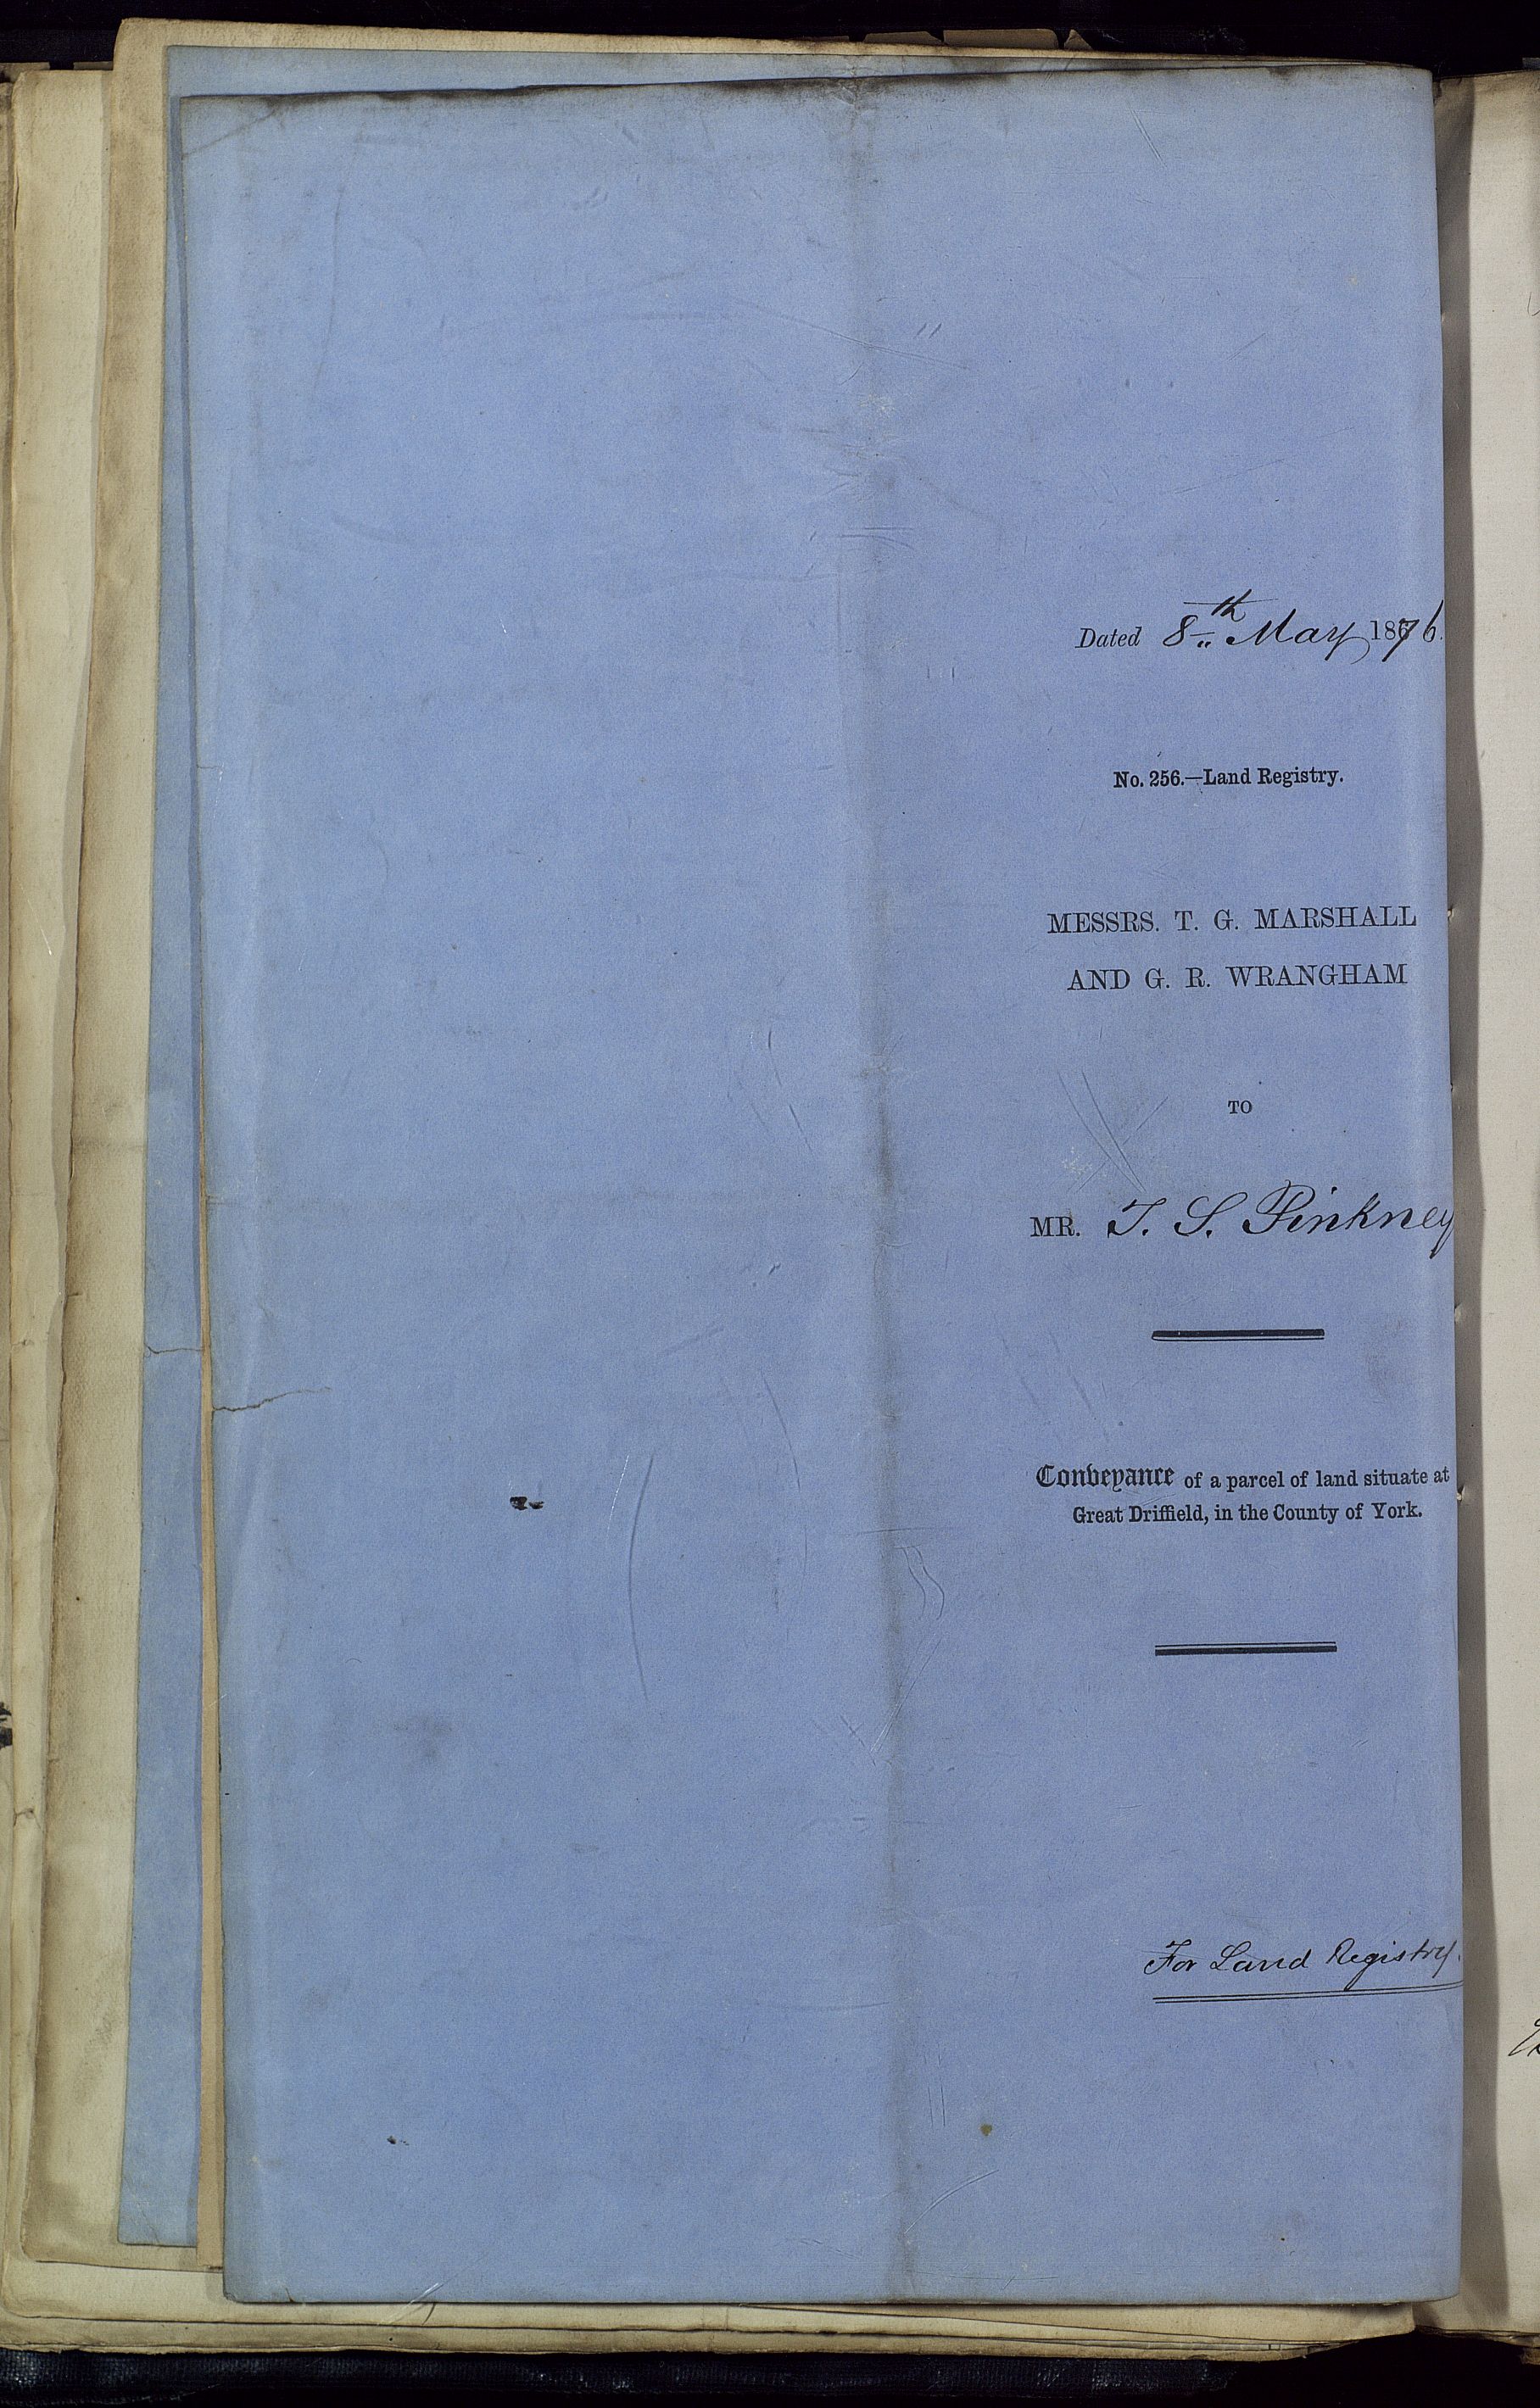 Dated 8th May 1876.
No. 256.—Land Registry.
MESSRS. T. G. MARSHALL
AND G. R. WRANGHAM
TO
MR. T. S. Pinkney
Conveyance of a parcel of land situate at
Great Driffield, in the County of York.
For Land Registry.